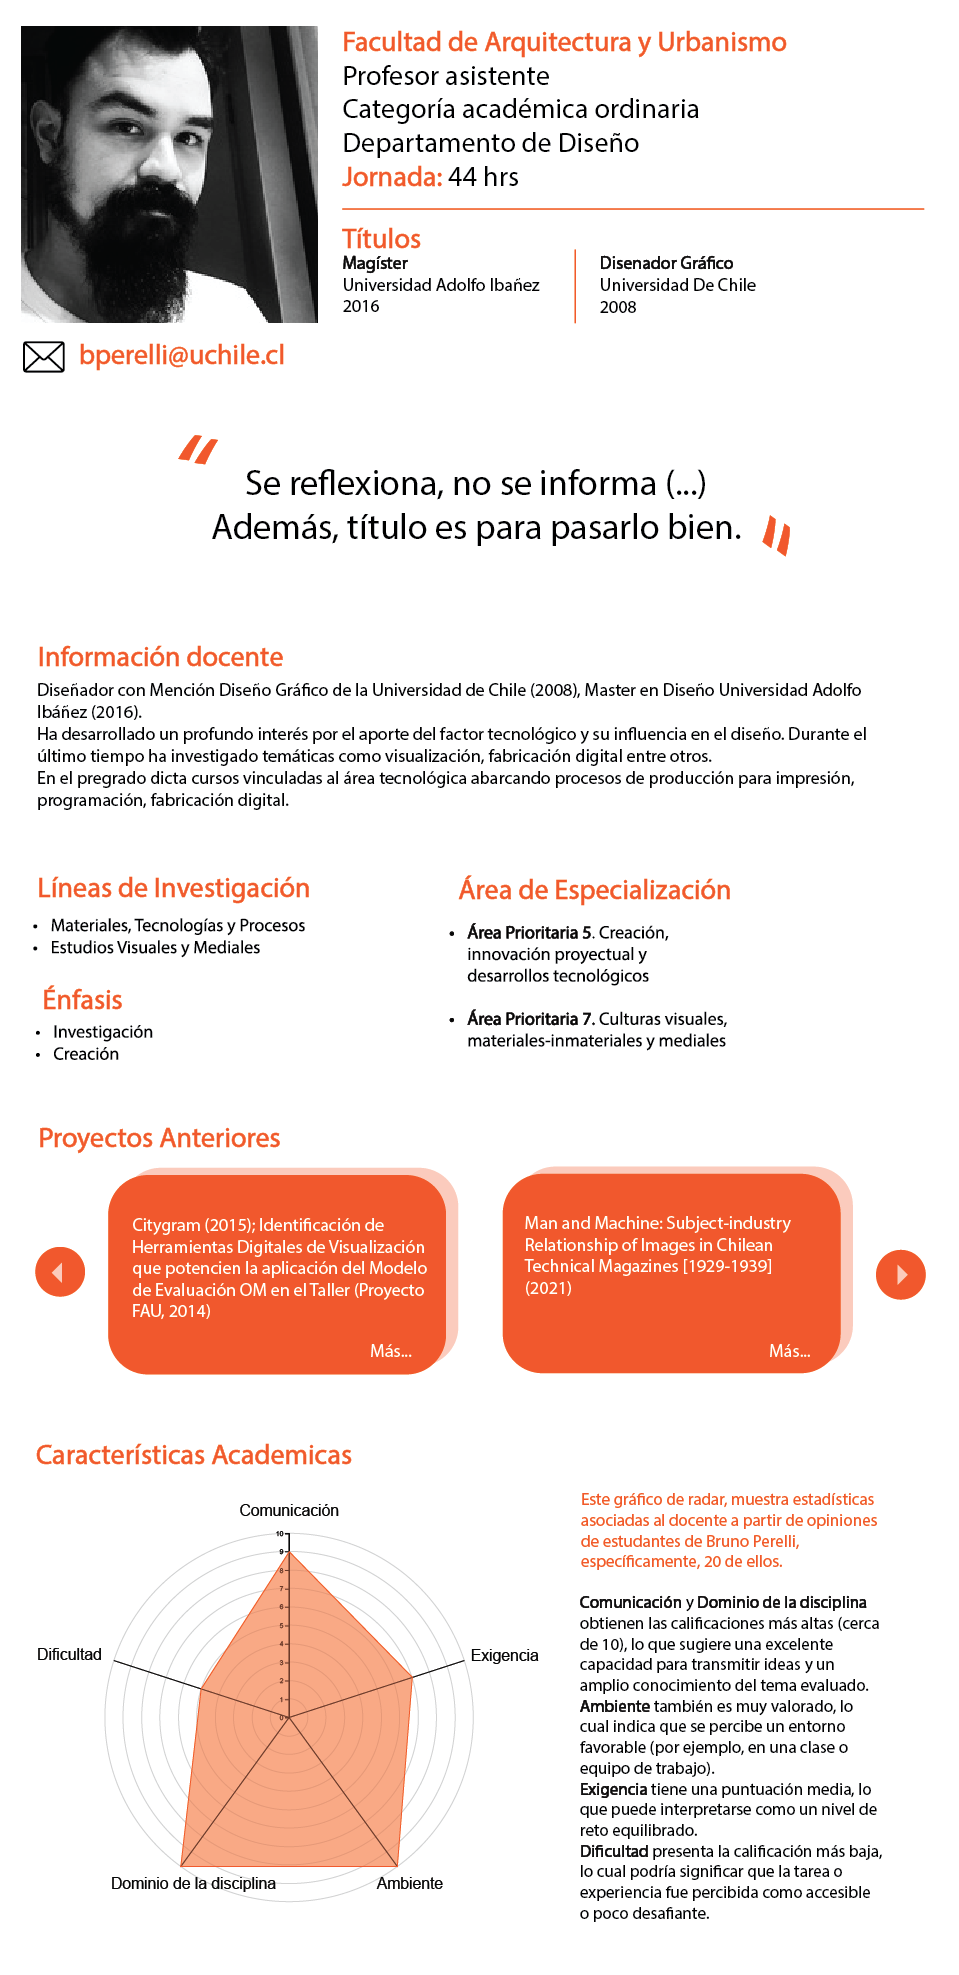 Facultad de Arquitectura y Urbanismo
Profesor asistente
Categoría académica ordinaria
Departamento de Diseño
Jornada: 44 hrs
Títulos
Magíster
Universidad Adolfo Ibañez
2016
Disenador Gráfico
Universidad De Chile
2008
bperelli@uchile.cl
“
Se reflexiona, no se informa (...)
Además, título es para pasarlo bien.
”
Información docente
Diseñador con Mención Diseño Gráfico de la Universidad de Chile (2008), Master en Diseño Universidad Adolfo
Ibáñez (2016).
Ha desarrollado un profundo interés por el aporte del factor tecnológico y su influencia en el diseño. Durante el
último tiempo ha investigado temáticas como visualización, fabricación digital entre otros.
En el pregrado dicta cursos vinculadas al área tecnológica abarcando procesos de producción para impresión,
programación, fabricación digital.
Líneas de Investigación
• Materiales, Tecnologías y Procesos
• Estudios Visuales y Mediales
Énfasis
• Investigación
• Creación
Área de Especialización
• Área Prioritaria 5. Creación,
innovación proyectual y
desarrollos tecnológicos
• Área Prioritaria 7. Culturas visuales,
materiales-inmateriales y mediales
Proyectos Anteriores
Citygram (2015); Identificación de
Herramientas Digitales de Visualización
que potencien la aplicación del Modelo
de Evaluación OM en el Taller (Proyecto
FAU, 2014)
Más...
Man and Machine: Subject-industry
Relationship of Images in Chilean
Technical Magazines [1929-1939]
(2021)
Más...
Características Academicas
Comunicación
10
9
8
7
6
5
4
3
2
1
0
Dificultad
Exigencia
Dominio de la disciplina
Ambiente
Este gráfico de radar, muestra estadísticas
asociadas al docente a partir de opiniones
de estudantes de Bruno Perelli,
específicamente, 20 de ellos.
Comunicación y Dominio de la disciplina
obtienen las calificaciones más altas (cerca
de 10), lo que sugiere una excelente
capacidad para transmitir ideas y un
amplio conocimiento del tema evaluado.
Ambiente también es muy valorado, lo
cual indica que se percibe un entorno
favorable (por ejemplo, en una clase o
equipo de trabajo).
Exigencia tiene una puntuación media, lo
que puede interpretarse como un nivel de
reto equilibrado.
Dificultad presenta la calificación más baja,
lo cual podría significar que la tarea o
experiencia fue percibida como accesible
o poco desafiante.